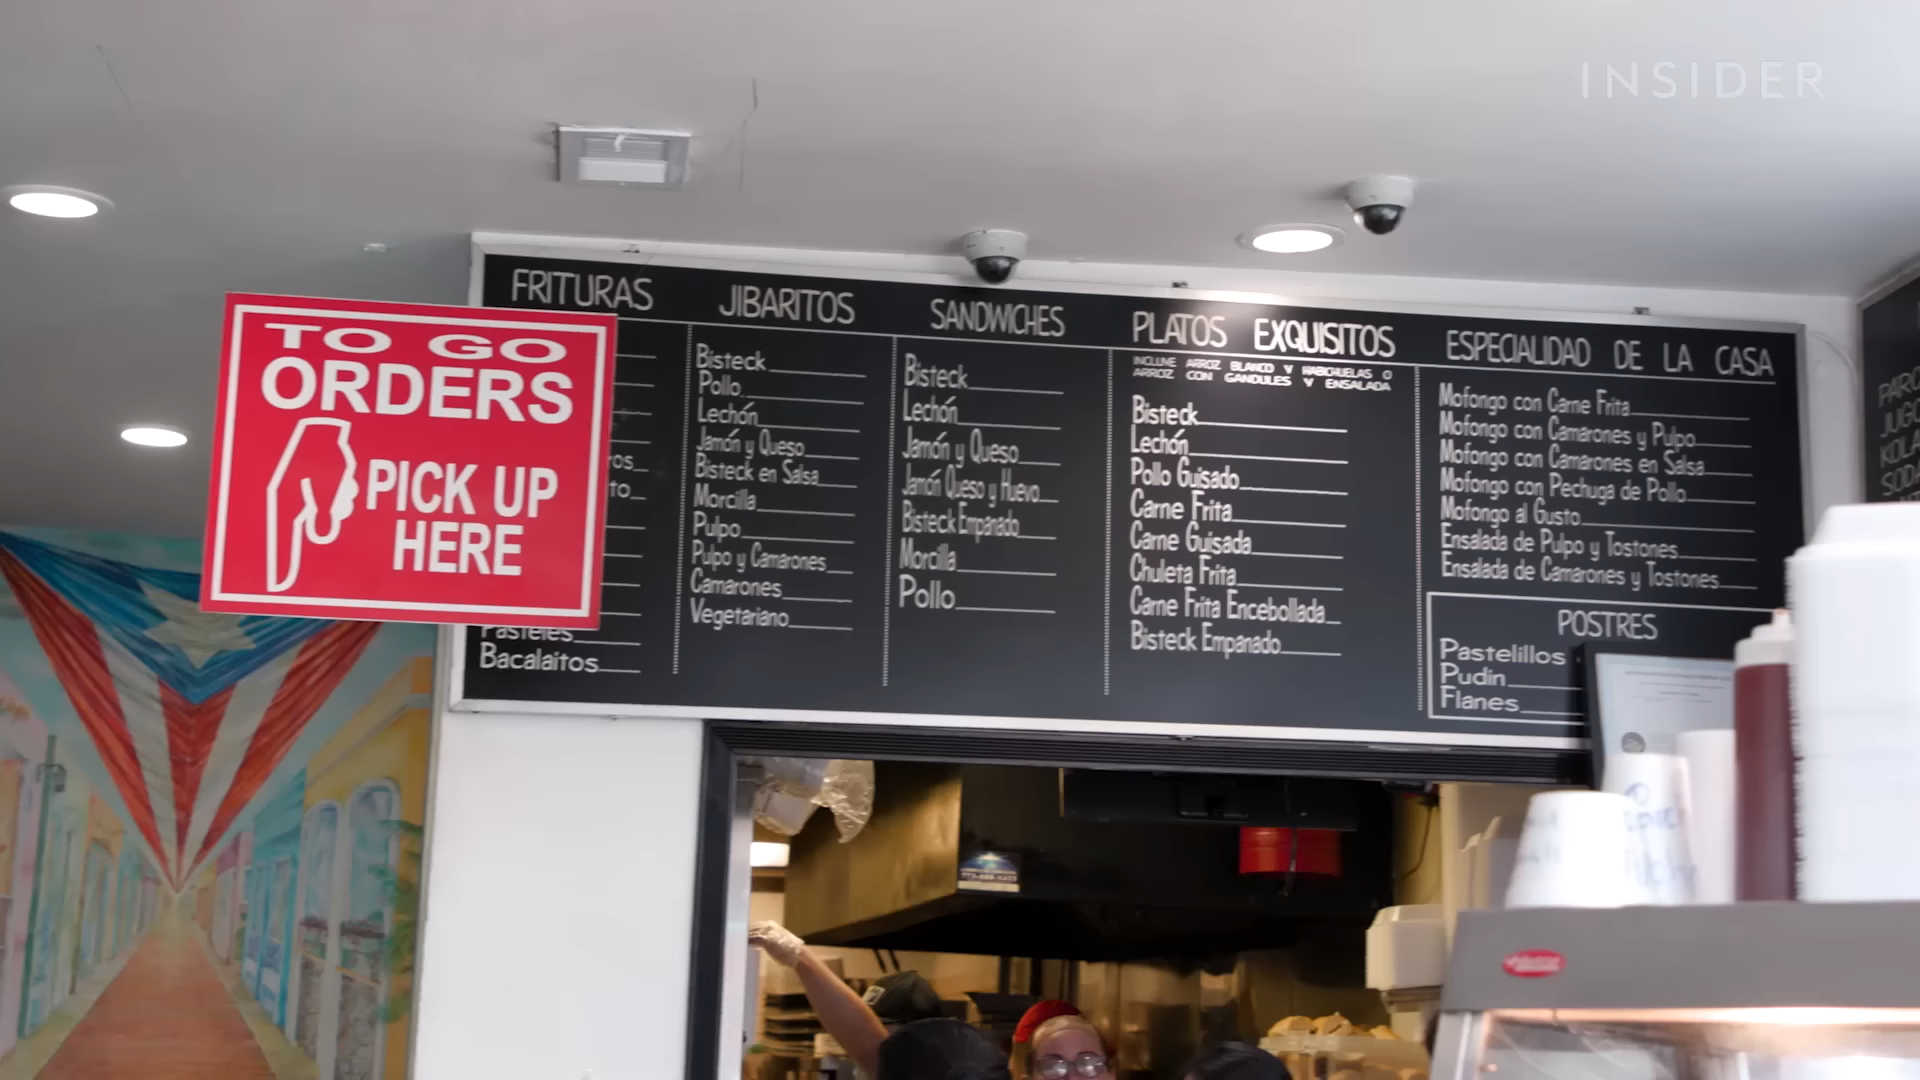 INSIDER
TO GO
ORDERS
PICK UP
HERE
FRITURAS
Pasteles
Bacalaitos
JIBARITOS
Bisteck
Pollo
Lechón
Jamón y Queso
Bisteck en Salsa
Morcilla
Pulpo
Pulpo y Camarones
Camarones
Vegetariano
SANDWICHES
Bisteck
Lechón
Jamón y Queso
Jamón Queso y Huevo
Bisteck Empanado
Morcilla
Pollo
PLATOS EXQUISITOS
INCLUYE ARROZ BLANCO Y HABICHUELAS O
ARROZ CON GANDULES Y ENSALADA
Bisteck
Lechón
Pollo Guisado
Carne Frita
Carne Guisada
Chuleta Frita
Carne Frita Encebollada
Bisteck Empanado
ESPECIALIDAD DE LA CASA
Mofongo con Carne Frita
Mofongo con Camarones y Pulpo
Mofongo con Camarones en Salsa
Mofongo con Pechuga de Pollo
Mofongo al Gusto
Ensalada de Pulpo y Tostones
Ensalada de Camarones y Tostones
POSTRES
Pastelillos
Pudin
Flanes